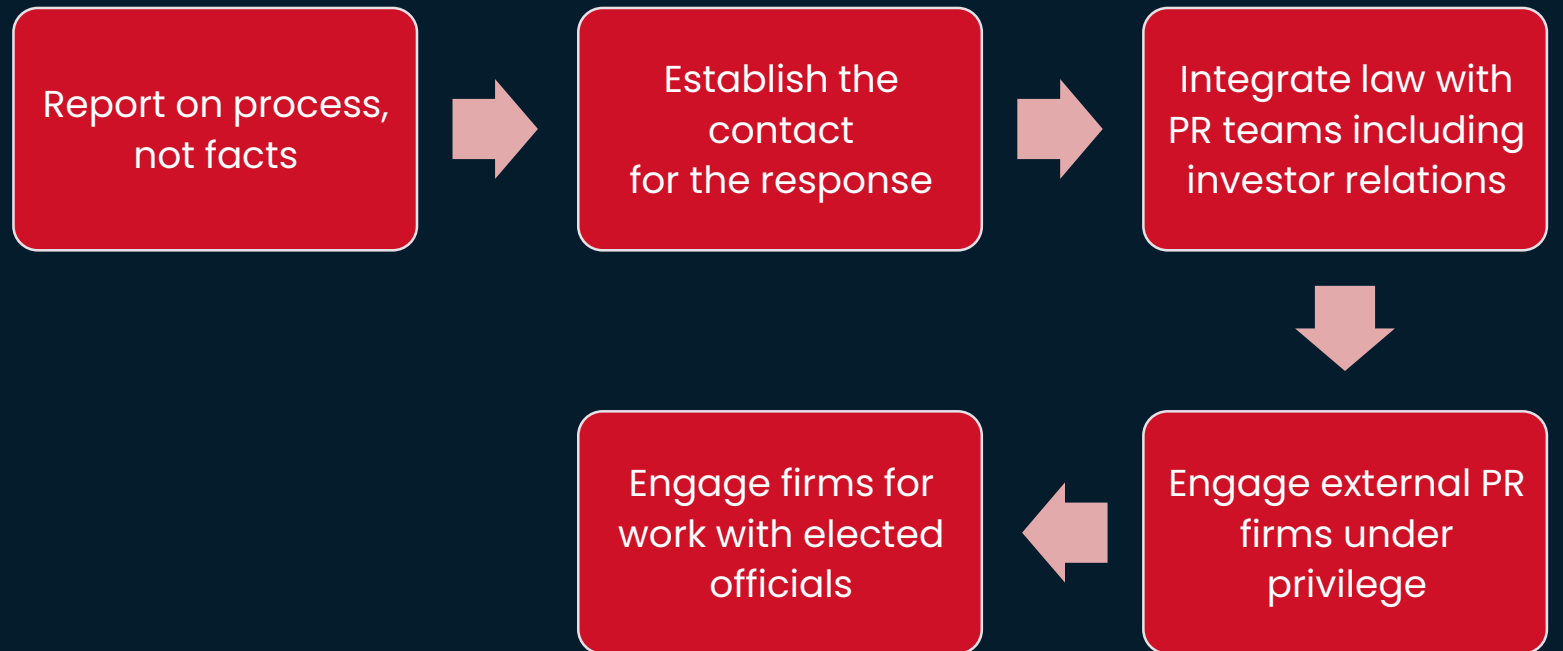 Report on process,
not facts
Establish the
contact
for the response
Integrate law with
PR teams including
investor relations
Engage external PR
firms under
privilege
Engage firms for
work with elected
officials